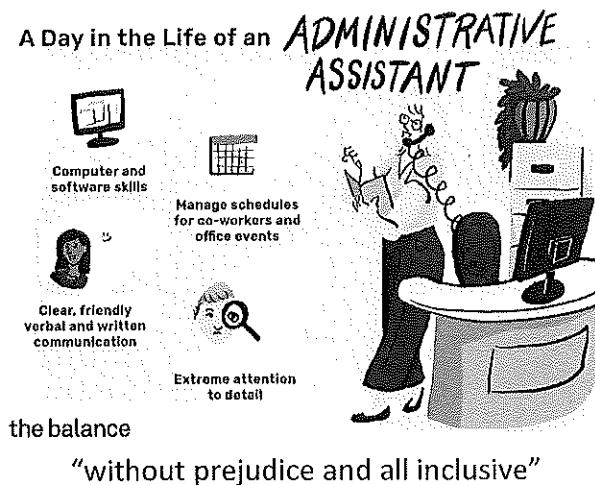 A Day in the Life of an ADMINISTRATIVE
ASSISTANT
Computer and
software skills
Manage schedules
for co-workers and
office events
Clear, friendly
verbal and written
communication
Extreme attention
to detail
the balance
“without prejudice and all inclusive”